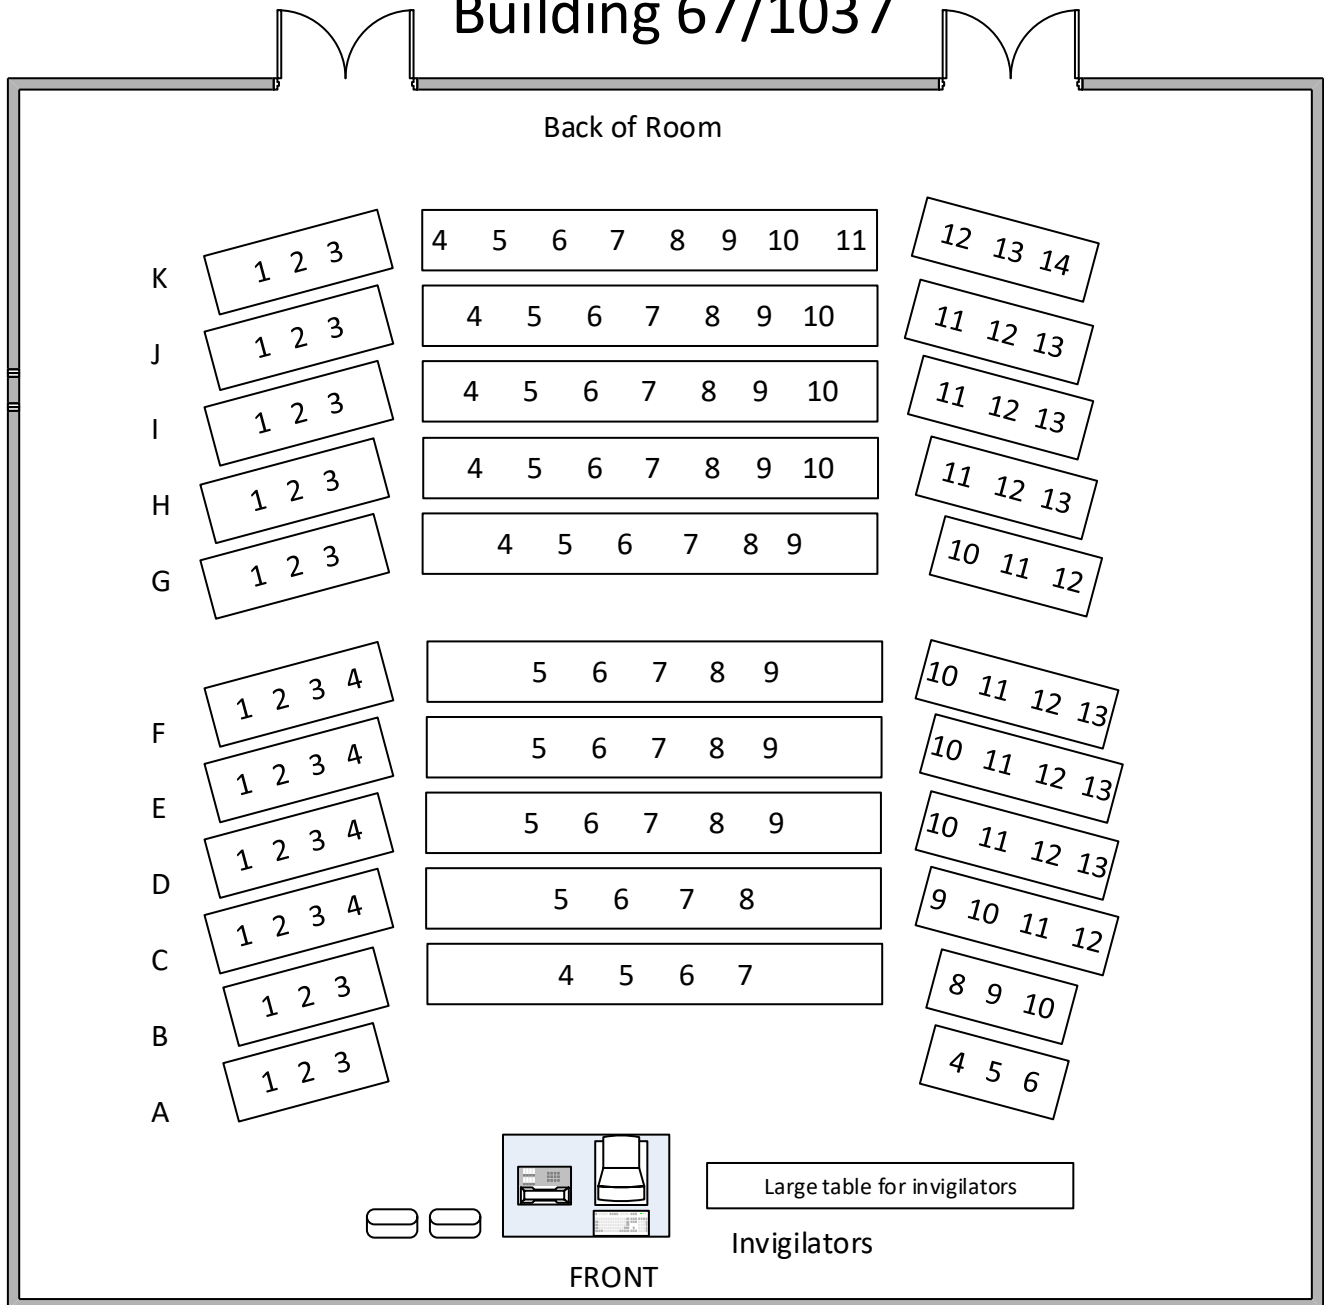 Building 67/1037
Back of Room
K 1 2 3 4 5 6 7 8 9 10 11 12 13 14
J 1 2 3 4 5 6 7 8 9 10 11 12 13
I 1 2 3 4 5 6 7 8 9 10 11 12 13
H 1 2 3 4 5 6 7 8 9 10 11 12 13
G 1 2 3 4 5 6 7 8 9 10 11 12
F 1 2 3 4 5 6 7 8 9 10 11 12 13
E 1 2 3 4 5 6 7 8 9 10 11 12 13
D 1 2 3 4 5 6 7 8 9 10 11 12 13
C 1 2 3 4 5 6 7 8 9 10 11 12
B 1 2 3 4 5 6 7 8 9 10
A 1 2 3 4 5 6
Large table for invigilators
Invigilators
FRONT